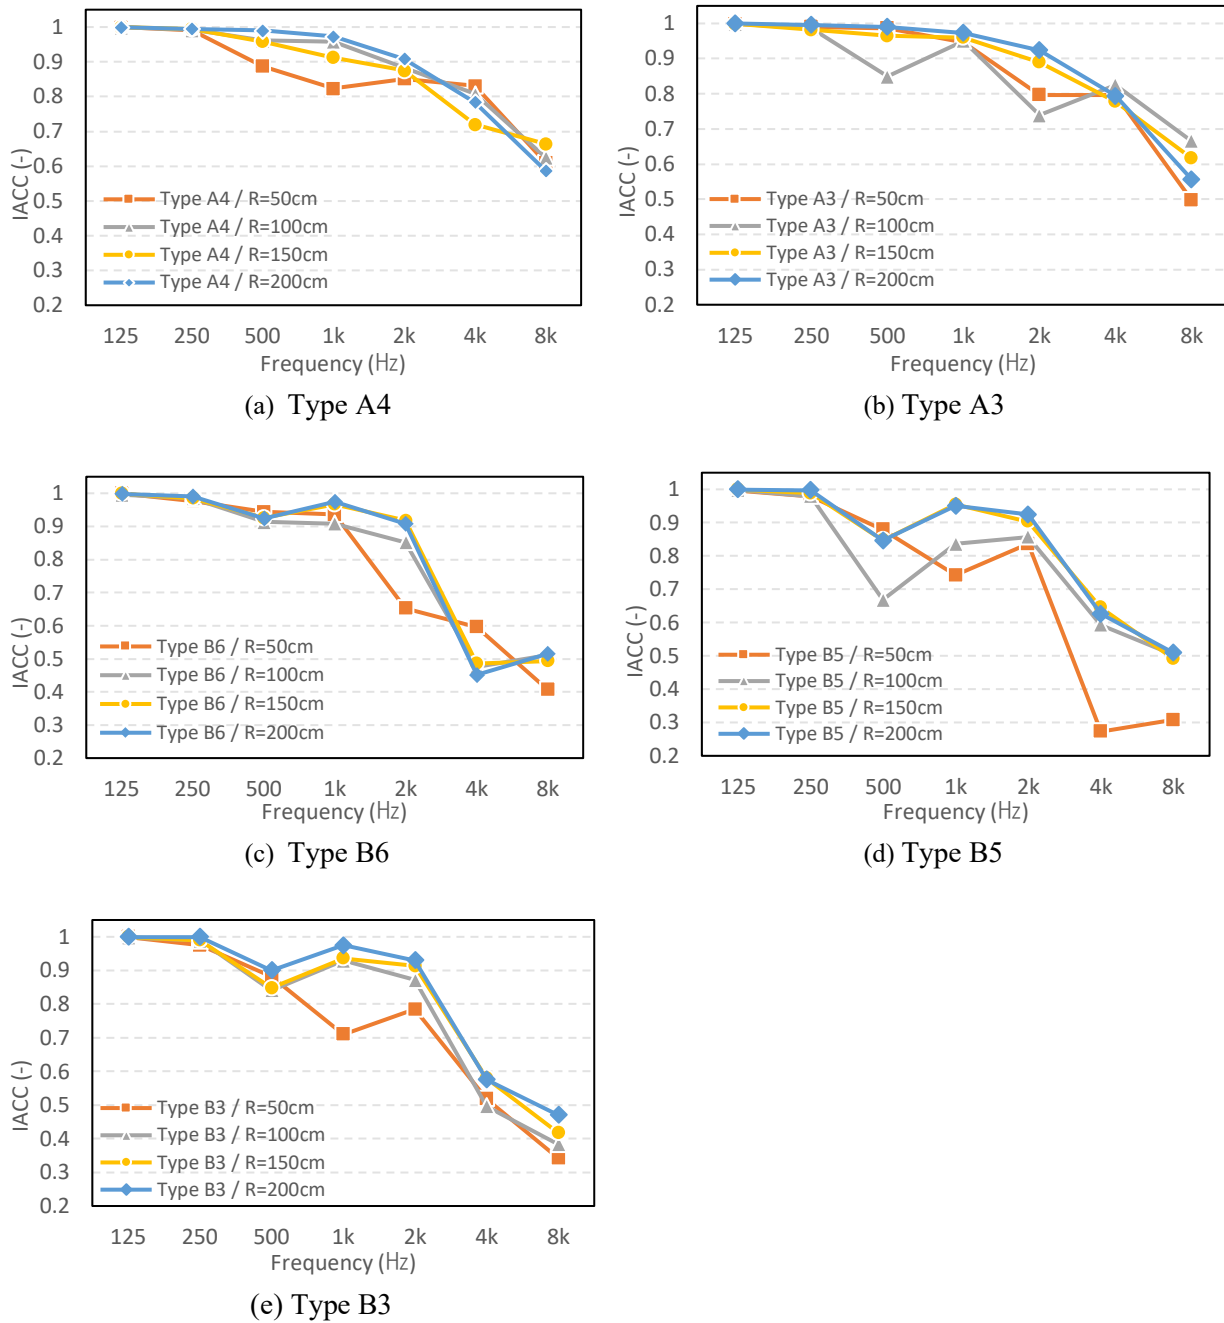 1
0.9
0.8
0.7
0.6
0.5
0.4
0.3
0.2
IACC (-)
Type A4 / R=50cm
Type A4 / R=100cm
Type A4 / R=150cm
Type A4 / R=200cm
125 250 500 1k 2k 4k 8k
Frequency (Hz)
(a) Type A4
1
0.9
0.8
0.7
0.6
0.5
0.4
0.3
0.2
IACC (-)
Type A3 / R=50cm
Type A3 / R=100cm
Type A3 / R=150cm
Type A3 / R=200cm
125 250 500 1k 2k 4k 8k
Frequency (Hz)
(b) Type A3
1
0.9
0.8
0.7
0.6
0.5
0.4
0.3
0.2
IACC (-)
Type B6 / R=50cm
Type B6 / R=100cm
Type B6 / R=150cm
Type B6 / R=200cm
125 250 500 1k 2k 4k 8k
Frequency (Hz)
(c) Type B6
1
0.9
0.8
0.7
0.6
0.5
0.4
0.3
0.2
IACC (-)
Type B5 / R=50cm
Type B5 / R=100cm
Type B5 / R=150cm
Type B5 / R=200cm
125 250 500 1k 2k 4k 8k
Frequency (Hz)
(d) Type B5
1
0.9
0.8
0.7
0.6
0.5
0.4
0.3
0.2
IACC (-)
Type B3 / R=50cm
Type B3 / R=100cm
Type B3 / R=150cm
Type B3 / R=200cm
125 250 500 1k 2k 4k 8k
Frequency (Hz)
(e) Type B3